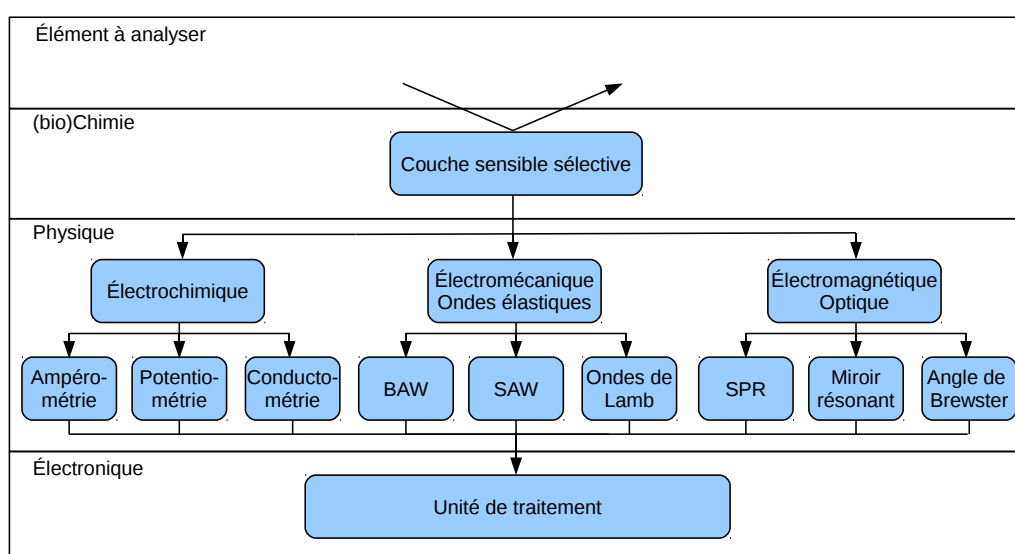 Élément à analyser
(bio)Chimie
Couche sensible sélective
Physique
Électrochimique
Électromécanique
Ondes élastiques
Électromagnétique
Optique
Ampéro-
métrie
Potentio-
métrie
Conducto-
métrie
BAW
SAW
Ondes de
Lamb
SPR
Miroir
résonant
Angle de
Brewster
Électronique
Unité de traitement